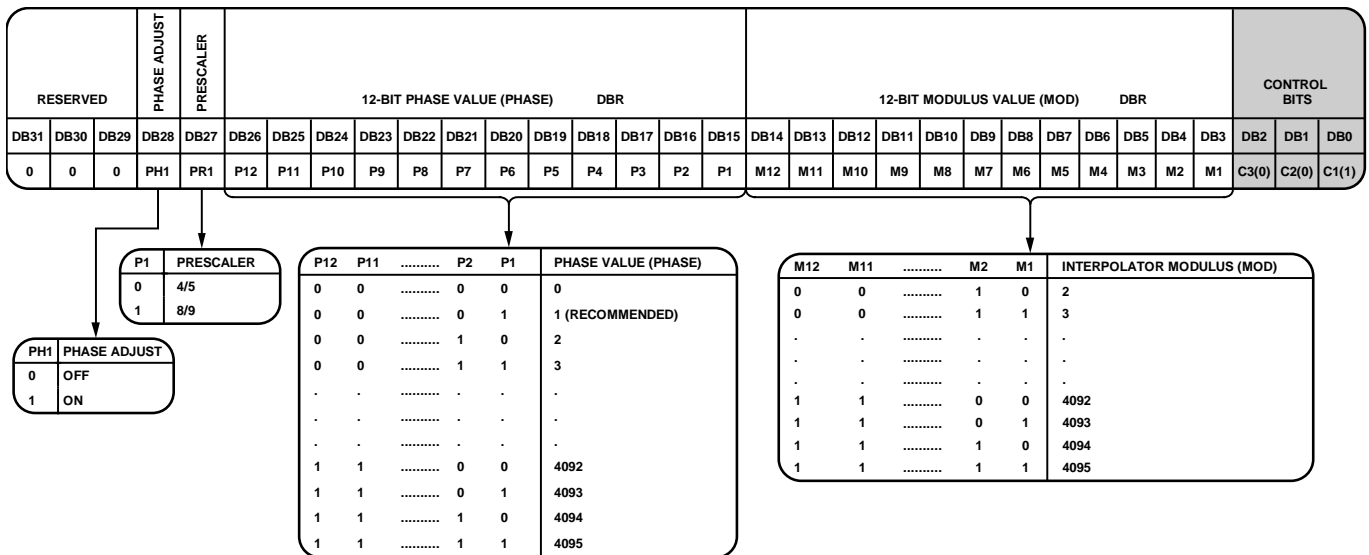 RESERVED PHASE ADJUST PRESCALER 12-BIT PHASE VALUE (PHASE) DBR 12-BIT MODULUS VALUE (MOD) DBR CONTROL BITS
DB31 DB30 DB29 DB28 DB27 DB26 DB25 DB24 DB23 DB22 DB21 DB20 DB19 DB18 DB17 DB16 DB15 DB14 DB13 DB12 DB11 DB10 DB9 DB8 DB7 DB6 DB5 DB4 DB3 DB2 DB1 DB0
0 0 0 PH1 PR1 P12 P11 P10 P9 P8 P7 P6 P5 P4 P3 P2 P1 M12 M11 M10 M9 M8 M7 M6 M5 M4 M3 M2 M1 C3(0) C2(0) C1(1)
PH1 PHASE ADJUST
0 OFF
1 ON
P1 PRESCALER
0 4/5
1 8/9
P12 P11 .......... P2 P1 PHASE VALUE (PHASE)
0 0 .......... 0 0 0
0 0 .......... 0 1 1 (RECOMMENDED)
0 0 .......... 1 0 2
0 0 .......... 1 1 3
. . .......... . . .
. . .......... . . .
. . .......... . . .
1 1 .......... 0 0 4092
1 1 .......... 0 1 4093
1 1 .......... 1 0 4094
1 1 .......... 1 1 4095
M12 M11 .......... M2 M1 INTERPOLATOR MODULUS (MOD)
0 0 .......... 1 0 2
0 0 .......... 1 1 3
. . .......... . . .
. . .......... . . .
. . .......... . . .
1 1 .......... 0 0 4092
1 1 .......... 0 1 4093
1 1 .......... 1 0 4094
1 1 .......... 1 1 4095